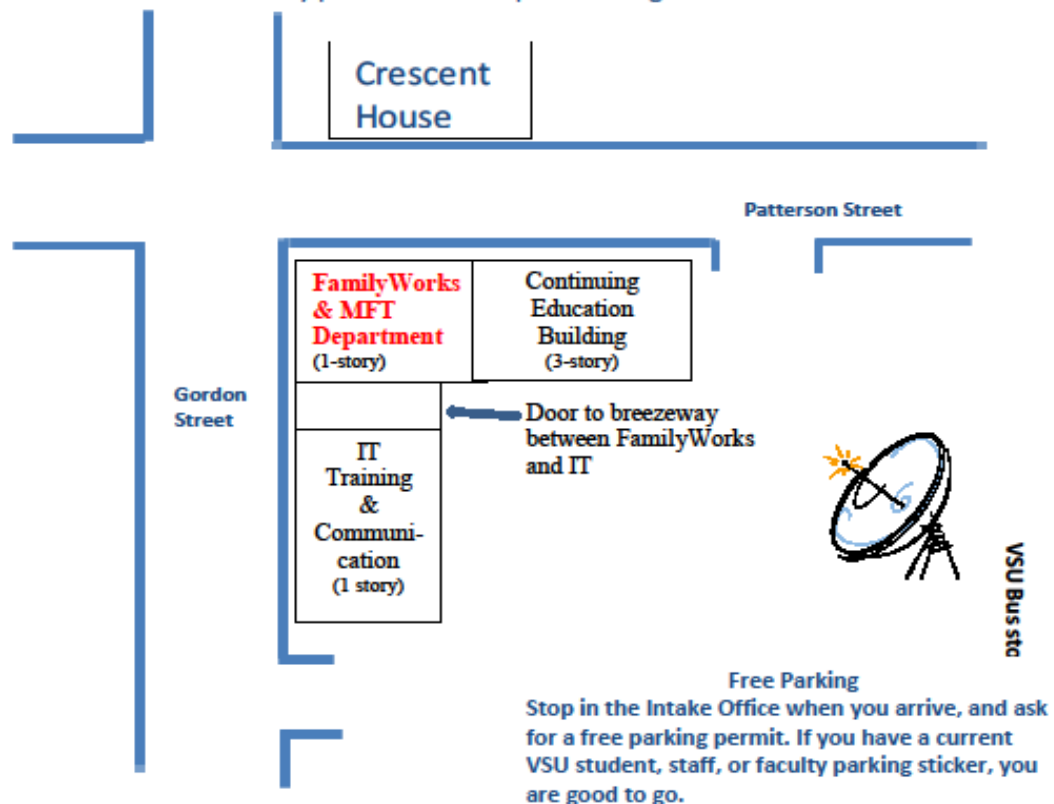 Crescent
House
Patterson Street
FamilyWorks
& MFT
Department
(1-story)
Continuing
Education
Building
(3-story)
Gordon
Street
Door to breezeway
between FamilyWorks
and IT
IT
Training
&
Communi-
cation
(1 story)
VSU Bus sto
Free Parking
Stop in the Intake Office when you arrive, and ask
for a free parking permit. If you have a current
VSU student, staff, or faculty parking sticker, you
are good to go.